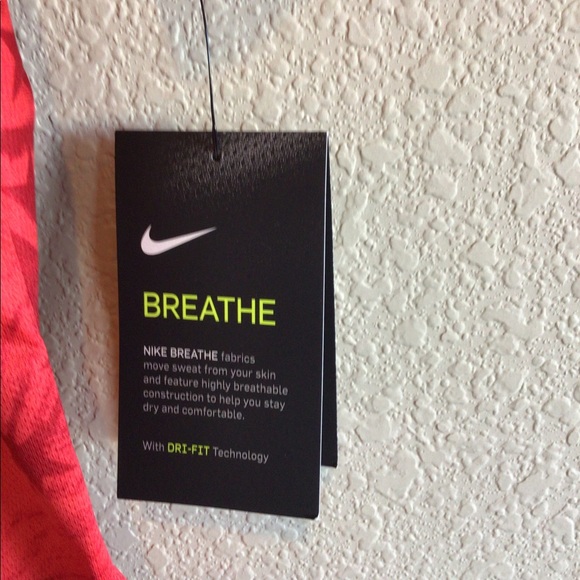 BREATHE
NIKE BREATHE fabrics
move sweat from your skin
and feature highly breathable
construction to help you stay
dry and comfortable.
With DRI-FIT Technology